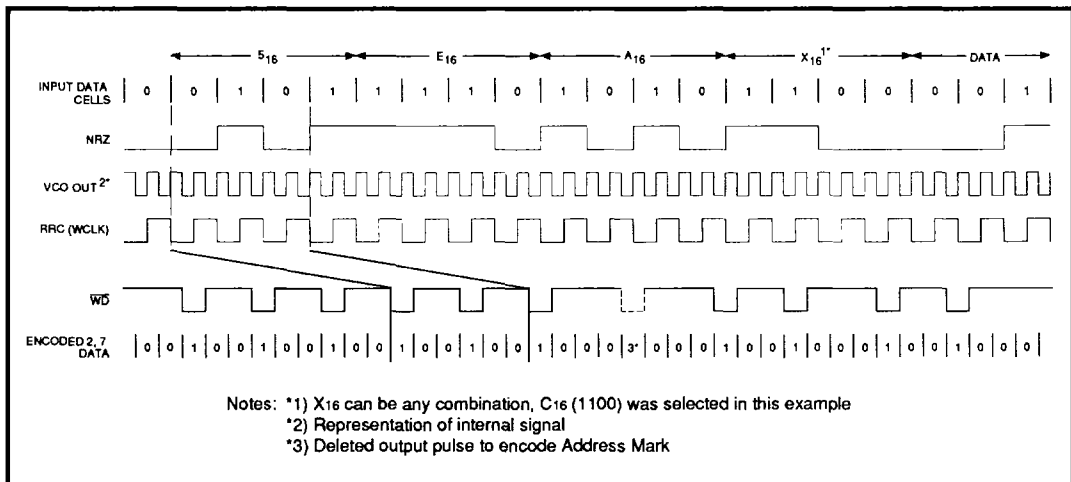 5₁₆ E₁₆ A₁₆ X₁₆¹* DATA
INPUT DATA CELLS 0 0 1 0 1 1 1 1 0 1 0 1 0 1 1 0 0 0 0 1
NRZ
VCO OUT ²*
RRC (WCLK)
WD
ENCODED 2, 7 DATA 0 0 1 0 0 1 0 0 1 0 0 1 0 0 1 0 0 1 0 0 0 3* 0 0 0 1 0 0 1 0 0 0 1 0 0 1 0 0 0
Notes: *1) X16 can be any combination, C16 (1100) was selected in this example
*2) Representation of internal signal
*3) Deleted output pulse to encode Address Mark